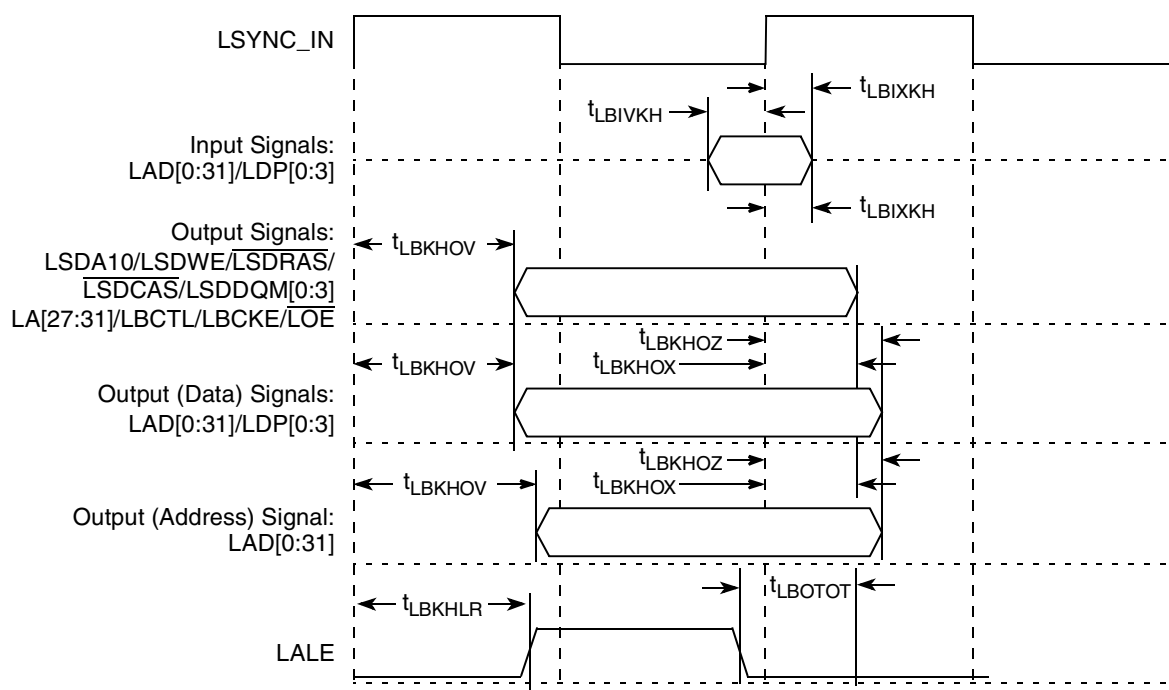 LSYNC_IN
tLBIXKH
tLBIVKH
Input Signals:
LAD[0:31]/LDP[0:3]
tLBIXKH
Output Signals:
tLBKHOV
LSDA10/LSDWE/LSDRAS/
LSDCAS/LSDDQM[0:3]
LA[27:31]/LBCTL/LBCKE/LOE
tLBKHOZ
tLBKHOV
tLBKHOX
Output (Data) Signals:
LAD[0:31]/LDP[0:3]
tLBKHOZ
tLBKHOV
tLBKHOX
Output (Address) Signal:
LAD[0:31]
tLBOTOT
tLBKHLR
LALE